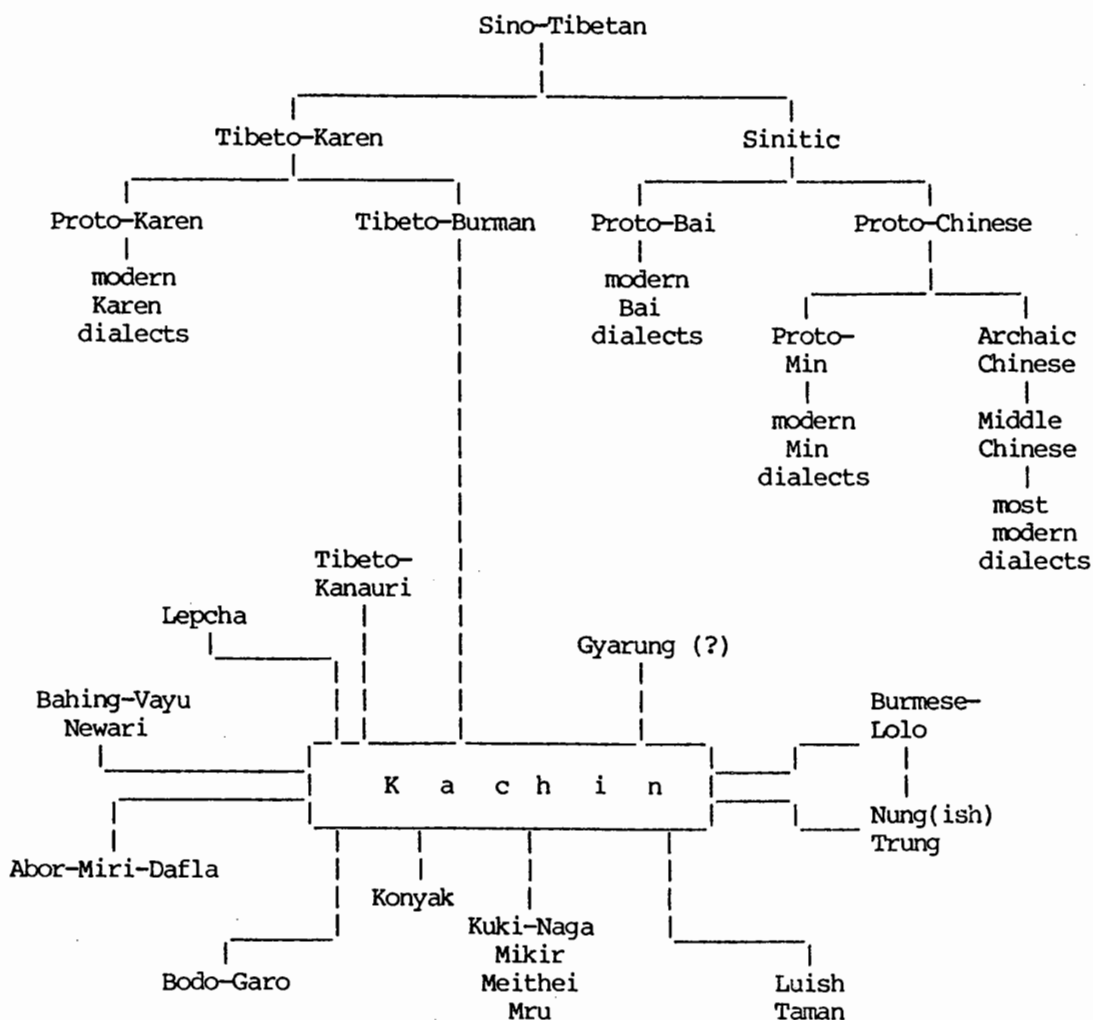 Sino-Tibetan
Tibeto-Karen
Sinitic
Proto-Karen
Tibeto-Burman
Proto-Bai
Proto-Chinese
modern
Karen
dialects
modern
Bai
dialects
Proto-
Min
Archaic
Chinese
modern
Min
dialects
Middle
Chinese
most
modern
dialects
Tibeto-
Kanauri
Lepcha
Gyarung (?)
Bahing-Vayu
Newari
Burmese-
Lolo
K a c h i n
Nung(ish)
Trung
Abor-Miri-Dafla
Konyak
Kuki-Naga
Mikir
Meithei
Mru
Bodo-Garo
Luish
Taman